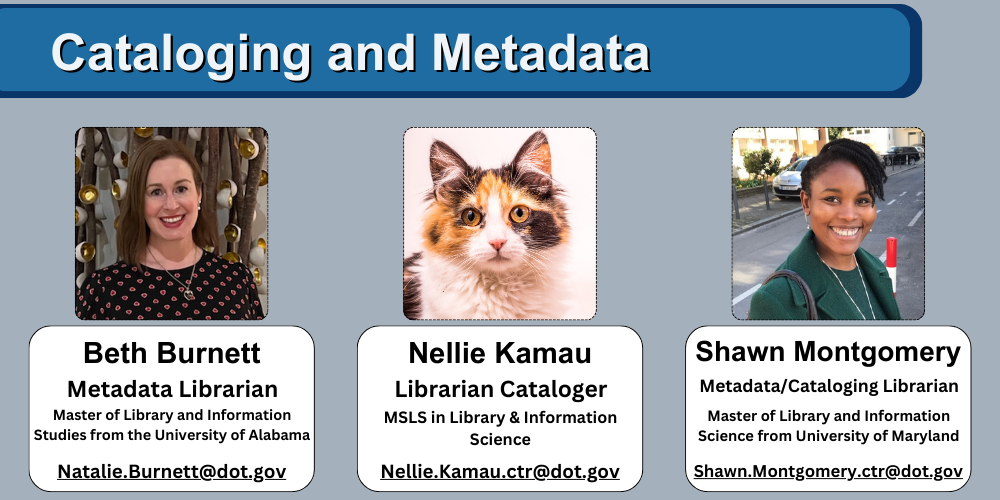 Cataloging and Metadata
Beth Burnett
Metadata Librarian
Master of Library and Information
Studies from the University of Alabama
Natalie.Burnett@dot.gov
Nellie Kamau
Librarian Cataloger
MSLS in Library & Information
Science
Nellie.Kamau.ctr@dot.gov
Shawn Montgomery
Metadata/Cataloging Librarian
Master of Library and Information
Science from University of Maryland
Shawn.Montgomery.ctr@dot.gov